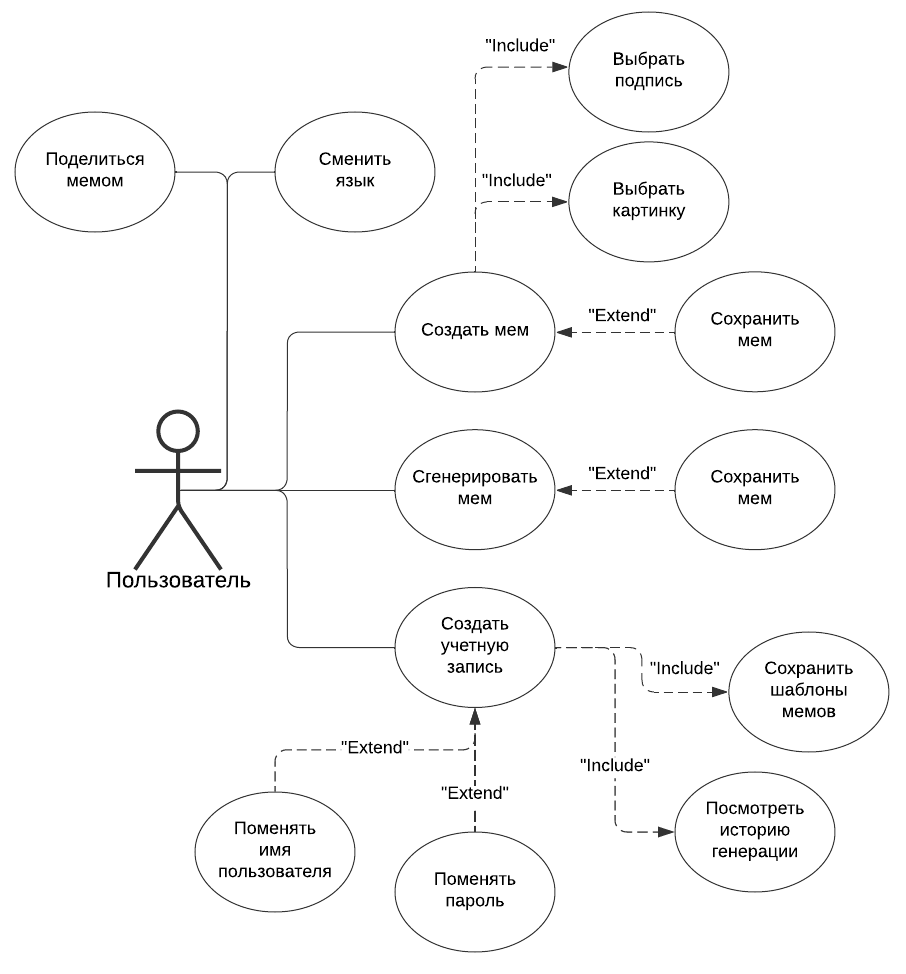 "Include"
Выбрать
подпись
Поделиться
мемом
Сменить
язык
"Include"
Выбрать
картинку
Создать мем
"Extend"
Сохранить
мем
Сгенерировать
мем
"Extend"
Сохранить
мем
Пользователь
Создать
учетную
запись
"Include"
Сохранить
шаблоны
мемов
"Extend"
"Include"
"Extend"
Поменять
имя
пользователя
Поменять
пароль
Посмотреть
историю
генерации